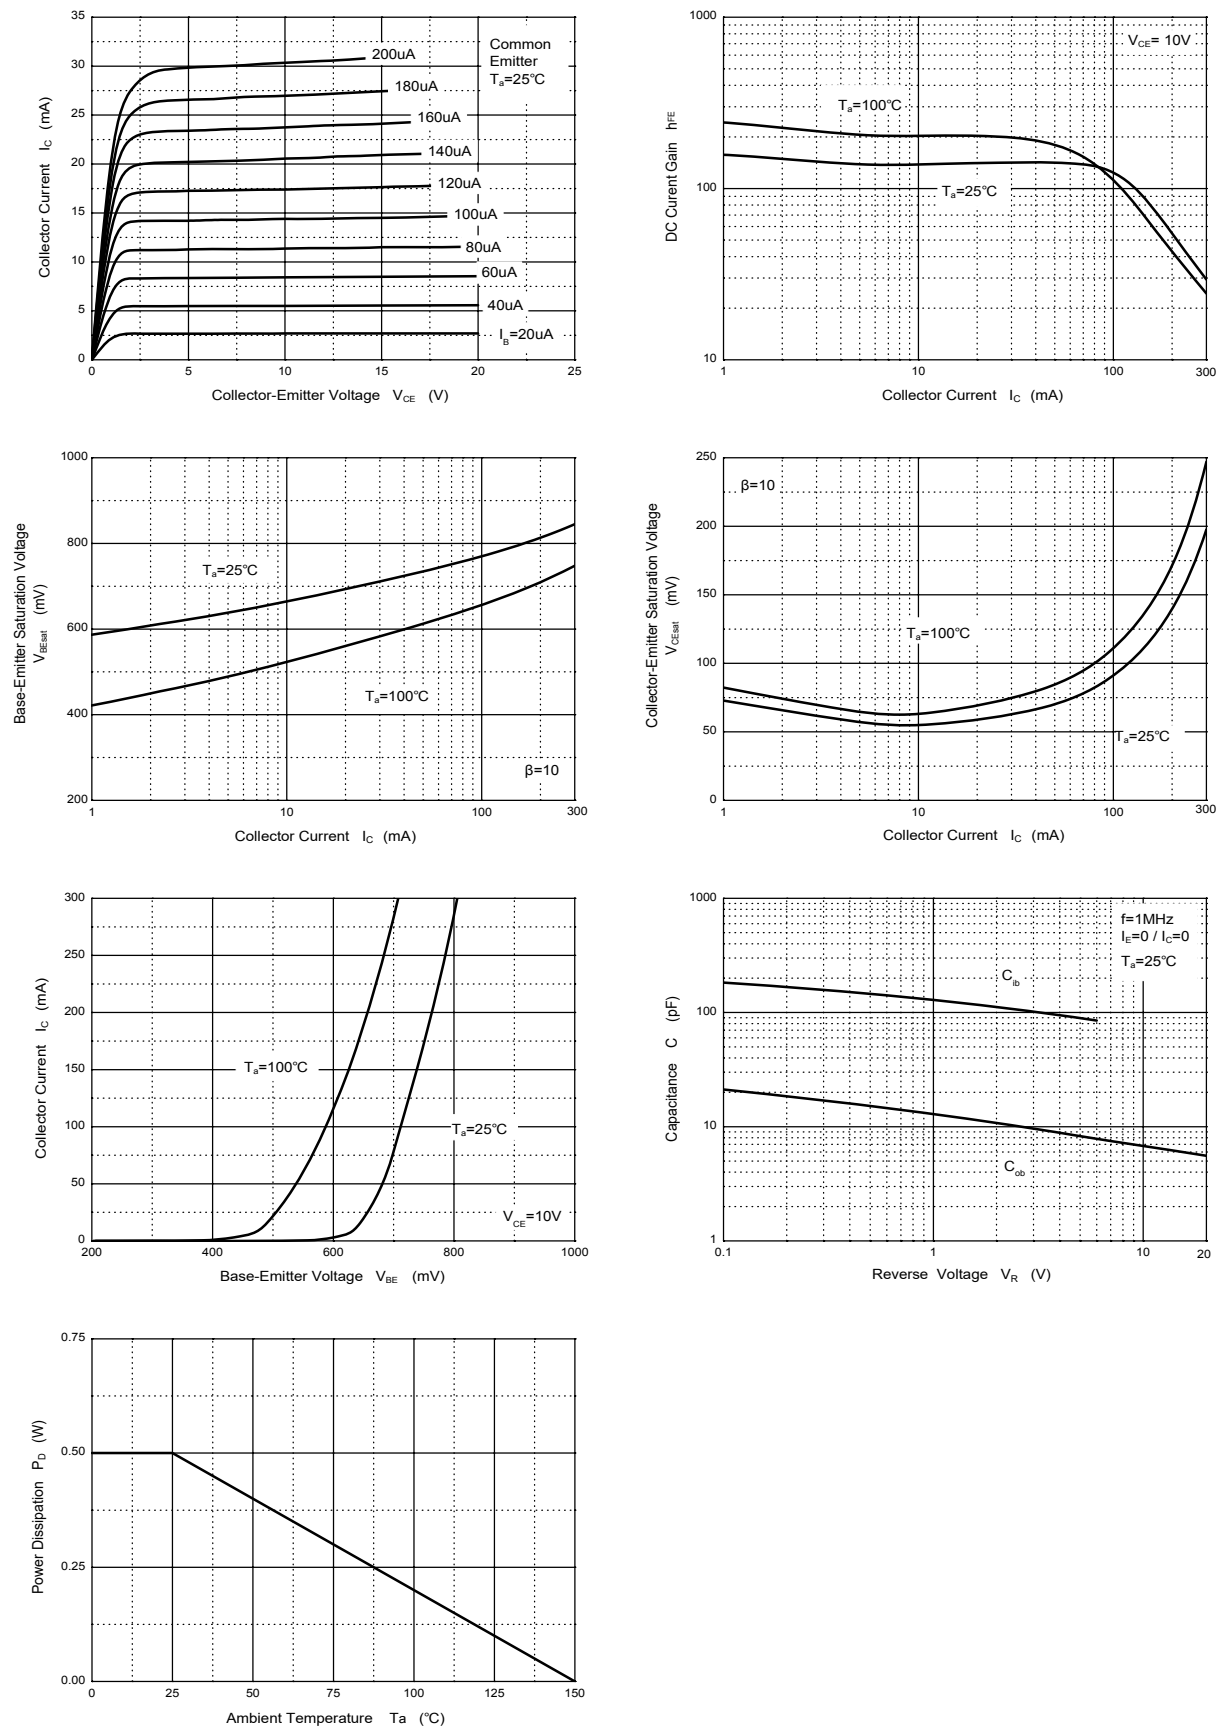 35
30
25
20
15
10
5
0
0
5
10
15
20
25
Collector Current I_C (mA)
Collector-Emitter Voltage V_CE (V)
Common
Emitter
T_a=25℃
200uA
180uA
160uA
140uA
120uA
100uA
80uA
60uA
40uA
I_B=20uA
1000
100
10
1
10
100
300
DC Curent Gain h_FE
Collector Current I_C (mA)
V_CE= 10V
T_a=100℃
T_a=25℃
1000
800
600
400
200
1
10
100
300
Base-Emitter Saturation Voltage
V_BEsat (mV)
Collector Current I_C (mA)
T_a=25℃
T_a=100℃
β=10
250
200
150
100
50
0
1
10
100
300
Collector-Emitter Saturation Voltage
V_CEsat (mV)
Collector Current I_C (mA)
β=10
T_a=100℃
T_a=25℃
300
250
200
150
100
50
0
200
400
600
800
1000
Collector Current I_C (mA)
Base-Emitter Voltage V_BE (mV)
T_a=100℃
T_a=25℃
V_CE=10V
1000
100
10
1
0.1
1
10
20
Capacitance C (pF)
Reverse Voltage V_R (V)
f=1MHz
I_E=0 / I_C=0
T_a=25℃
C_ib
C_ob
0.75
0.50
0.25
0.00
0
25
50
75
100
125
150
Power Dissipation P_D (W)
Ambient Temperature Ta (℃)